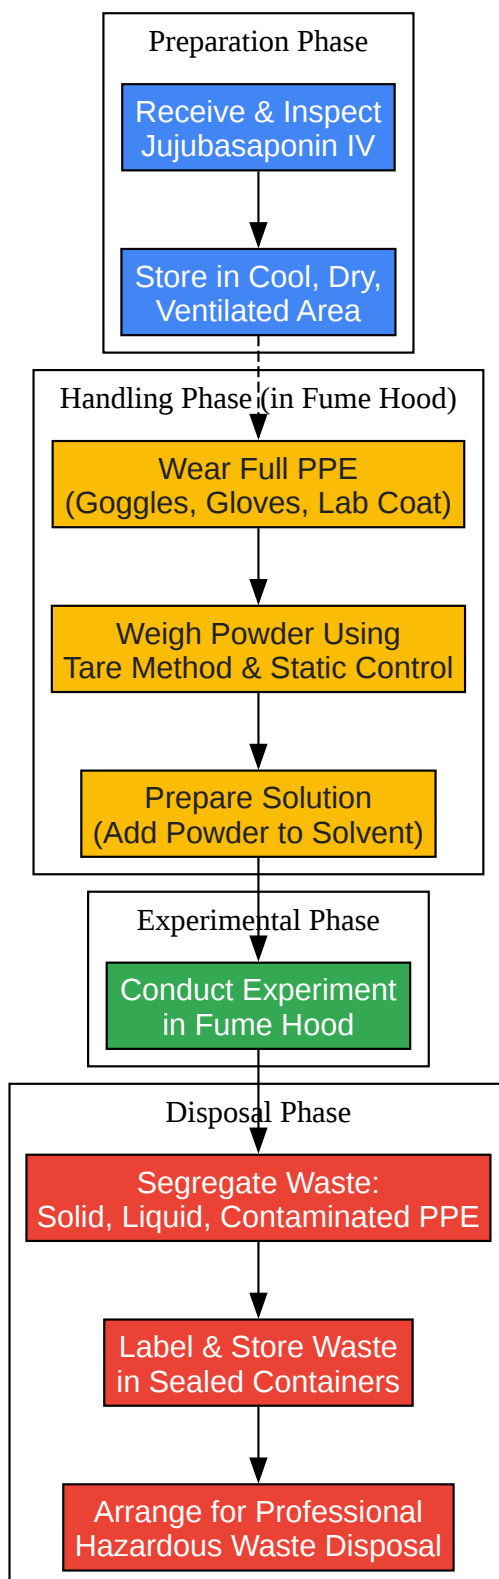 Preparation Phase
Receive & Inspect
Jujubasaponin IV
Store in Cool, Dry,
Ventilated Area
Handling Phase (in Fume Hood)
Wear Full PPE
(Goggles, Gloves, Lab Coat)
Weigh Powder Using
Tare Method & Static Control
Prepare Solution
(Add Powder to Solvent)
Experimental Phase
Conduct Experiment
in Fume Hood
Disposal Phase
Segregate Waste:
Solid, Liquid, Contaminated PPE
Label & Store Waste
in Sealed Containers
Arrange for Professional
Hazardous Waste Disposal